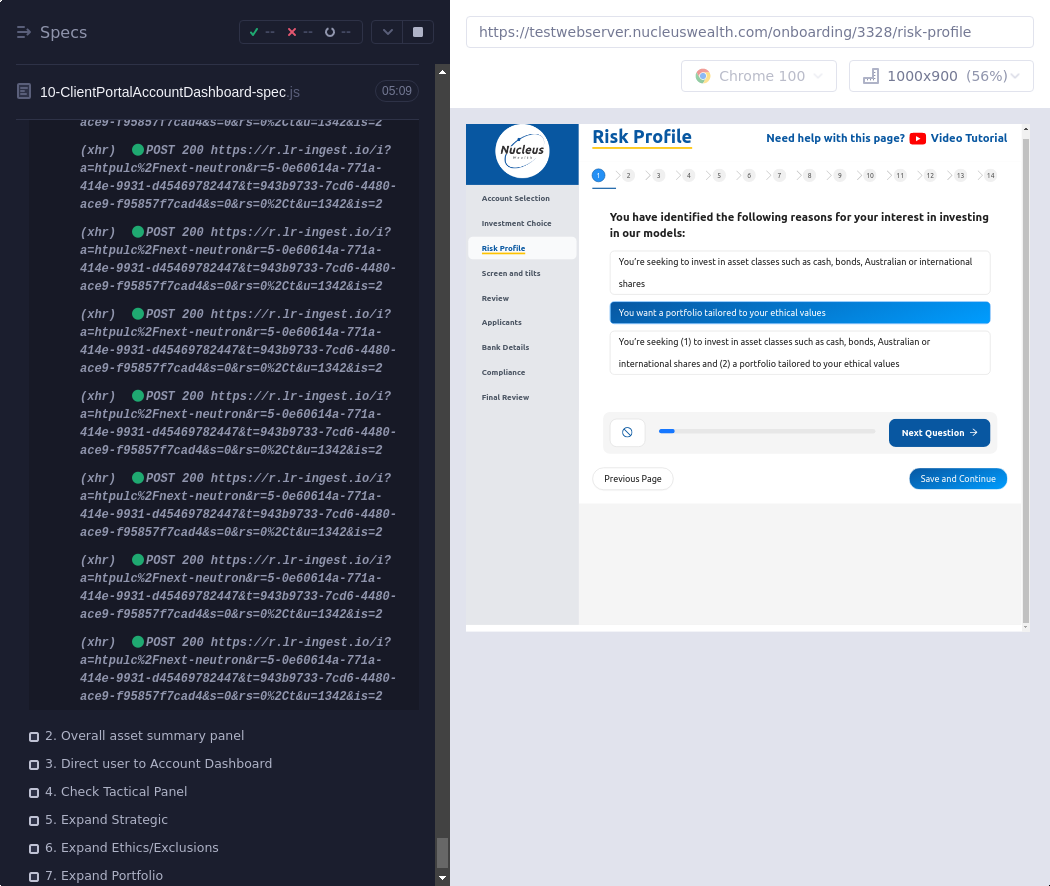 Specs
-- -- --
10-ClientPortalAccountDashboard-spec.js 05:09
ace9-f95857f7cad4&s=0&rs=0%2Ct&u=1342&is=2
(xhr) POST 200 https://r.lr-ingest.io/i?
a=htpulc%2Fnext-neutron&r=5-0e60614a-771a-
414e-9931-d45469782447&t=943b9733-7cd6-4480-
ace9-f95857f7cad4&s=0&rs=0%2Ct&u=1342&is=2
(xhr) POST 200 https://r.lr-ingest.io/i?
a=htpulc%2Fnext-neutron&r=5-0e60614a-771a-
414e-9931-d45469782447&t=943b9733-7cd6-4480-
ace9-f95857f7cad4&s=0&rs=0%2Ct&u=1342&is=2
(xhr) POST 200 https://r.lr-ingest.io/i?
a=htpulc%2Fnext-neutron&r=5-0e60614a-771a-
414e-9931-d45469782447&t=943b9733-7cd6-4480-
ace9-f95857f7cad4&s=0&rs=0%2Ct&u=1342&is=2
(xhr) POST 200 https://r.lr-ingest.io/i?
a=htpulc%2Fnext-neutron&r=5-0e60614a-771a-
414e-9931-d45469782447&t=943b9733-7cd6-4480-
ace9-f95857f7cad4&s=0&rs=0%2Ct&u=1342&is=2
(xhr) POST 200 https://r.lr-ingest.io/i?
a=htpulc%2Fnext-neutron&r=5-0e60614a-771a-
414e-9931-d45469782447&t=943b9733-7cd6-4480-
ace9-f95857f7cad4&s=0&rs=0%2Ct&u=1342&is=2
(xhr) POST 200 https://r.lr-ingest.io/i?
a=htpulc%2Fnext-neutron&r=5-0e60614a-771a-
414e-9931-d45469782447&t=943b9733-7cd6-4480-
ace9-f95857f7cad4&s=0&rs=0%2Ct&u=1342&is=2
(xhr) POST 200 https://r.lr-ingest.io/i?
a=htpulc%2Fnext-neutron&r=5-0e60614a-771a-
414e-9931-d45469782447&t=943b9733-7cd6-4480-
ace9-f95857f7cad4&s=0&rs=0%2Ct&u=1342&is=2
2. Overall asset summary panel
3. Direct user to Account Dashboard
4. Check Tactical Panel
5. Expand Strategic
6. Expand Ethics/Exclusions
7. Expand Portfolio
https://testwebserver.nucleuswealth.com/onboarding/3328/risk-profile
Chrome 100
1000x900 (56%)
Nucleus
Wealth
Account Selection
Investment Choice
Risk Profile
Screen and tilts
Review
Applicants
Bank Details
Compliance
Final Review
Risk Profile
Need help with this page? Video Tutorial
1 2 3 4 5 6 7 8 9 10 11 12 13 14
You have identified the following reasons for your interest in investing
in our models:
You're seeking to invest in asset classes such as cash, bonds, Australian or international
shares
You want a portfolio tailored to your ethical values
You're seeking (1) to invest in asset classes such as cash, bonds, Australian or
international shares and (2) a portfolio tailored to your ethical values
Next Question →
Previous Page
Save and Continue